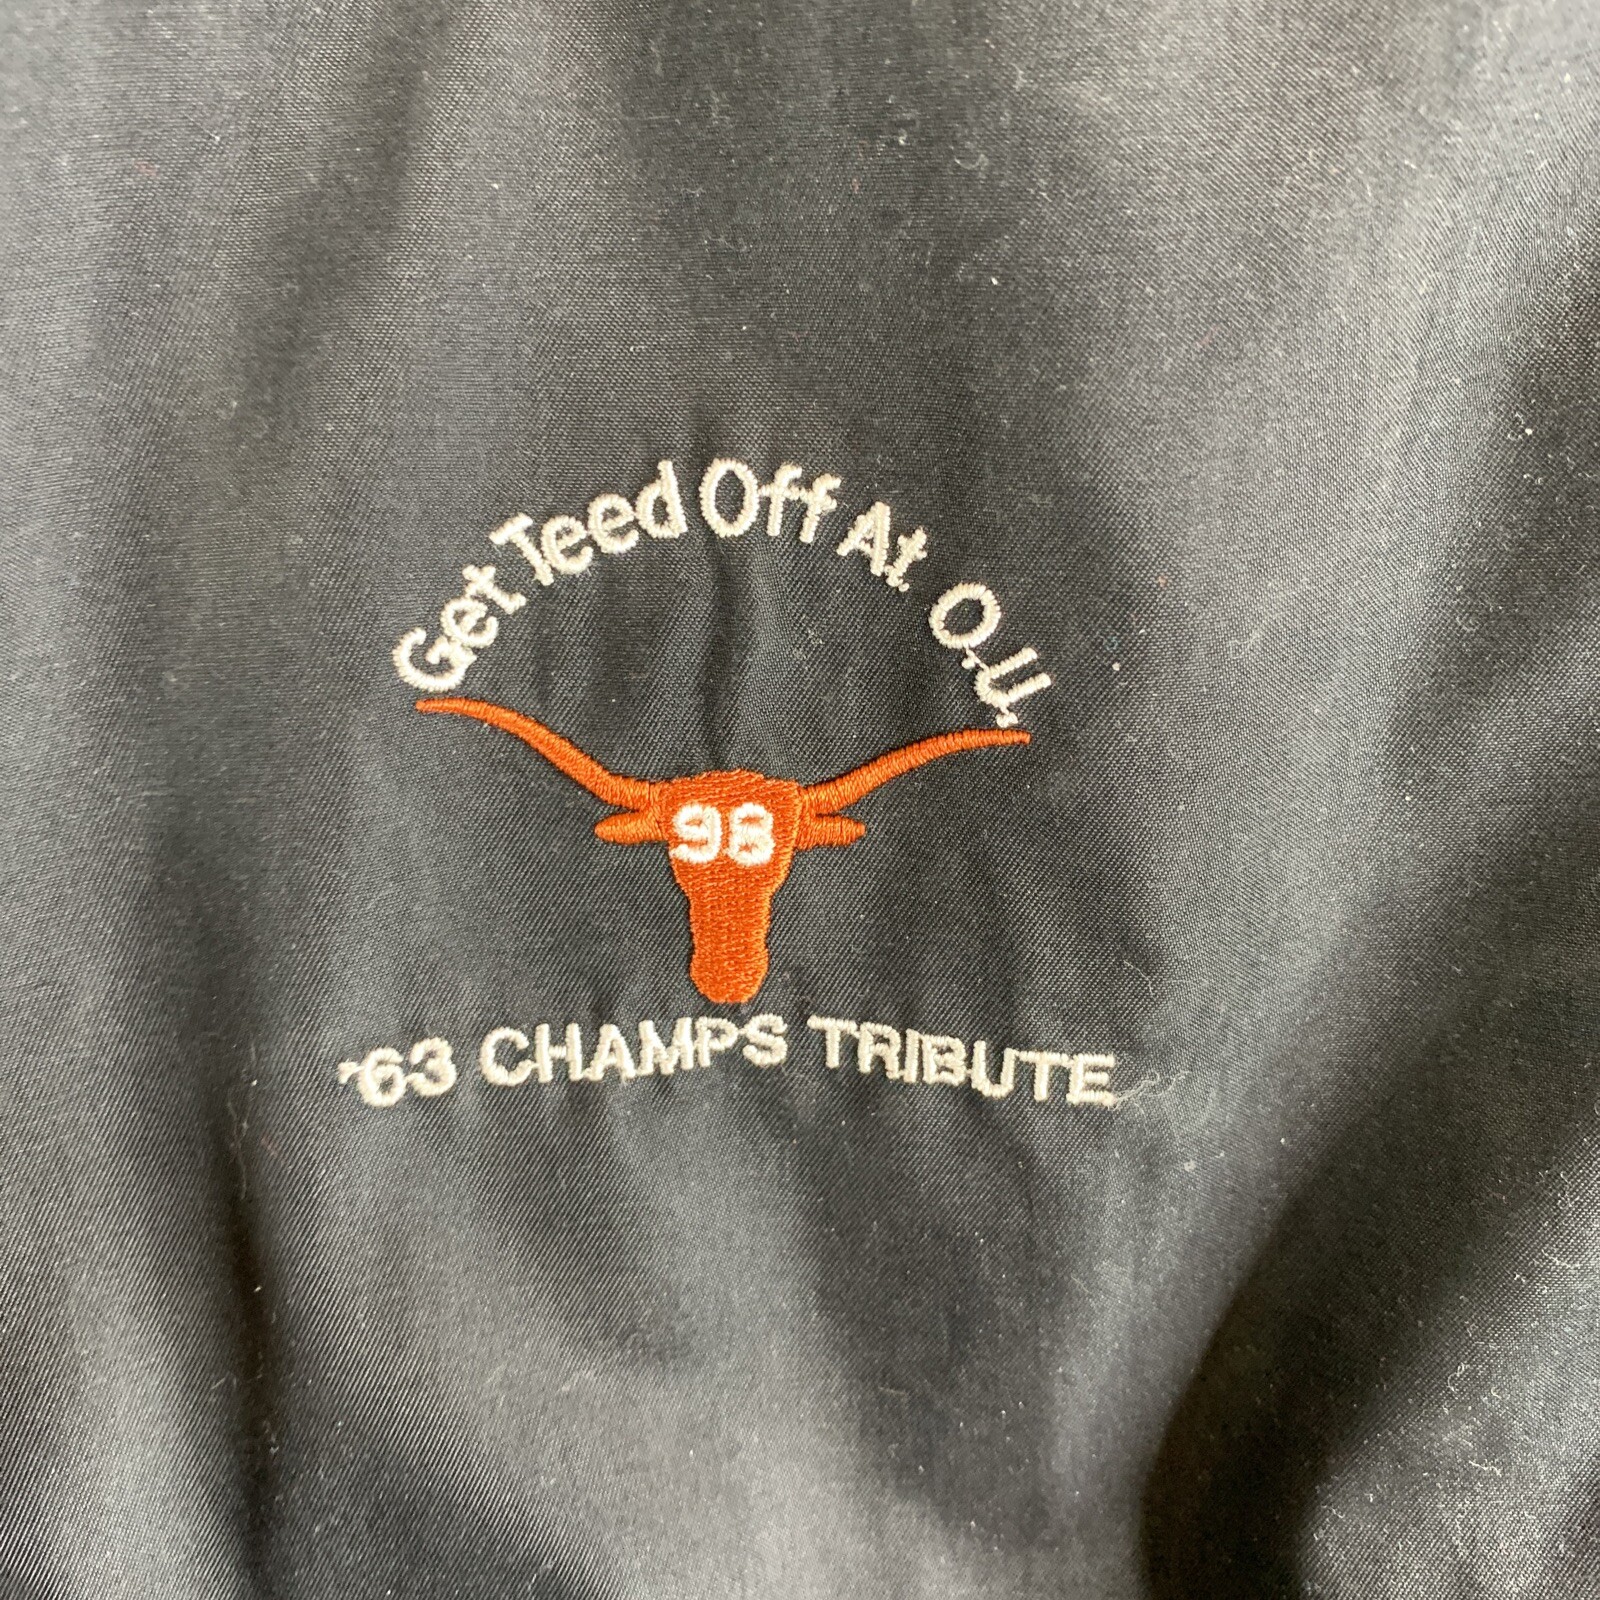 Get Teed Off At. O.U.
98
'63 CHAMPS TRIBUTE